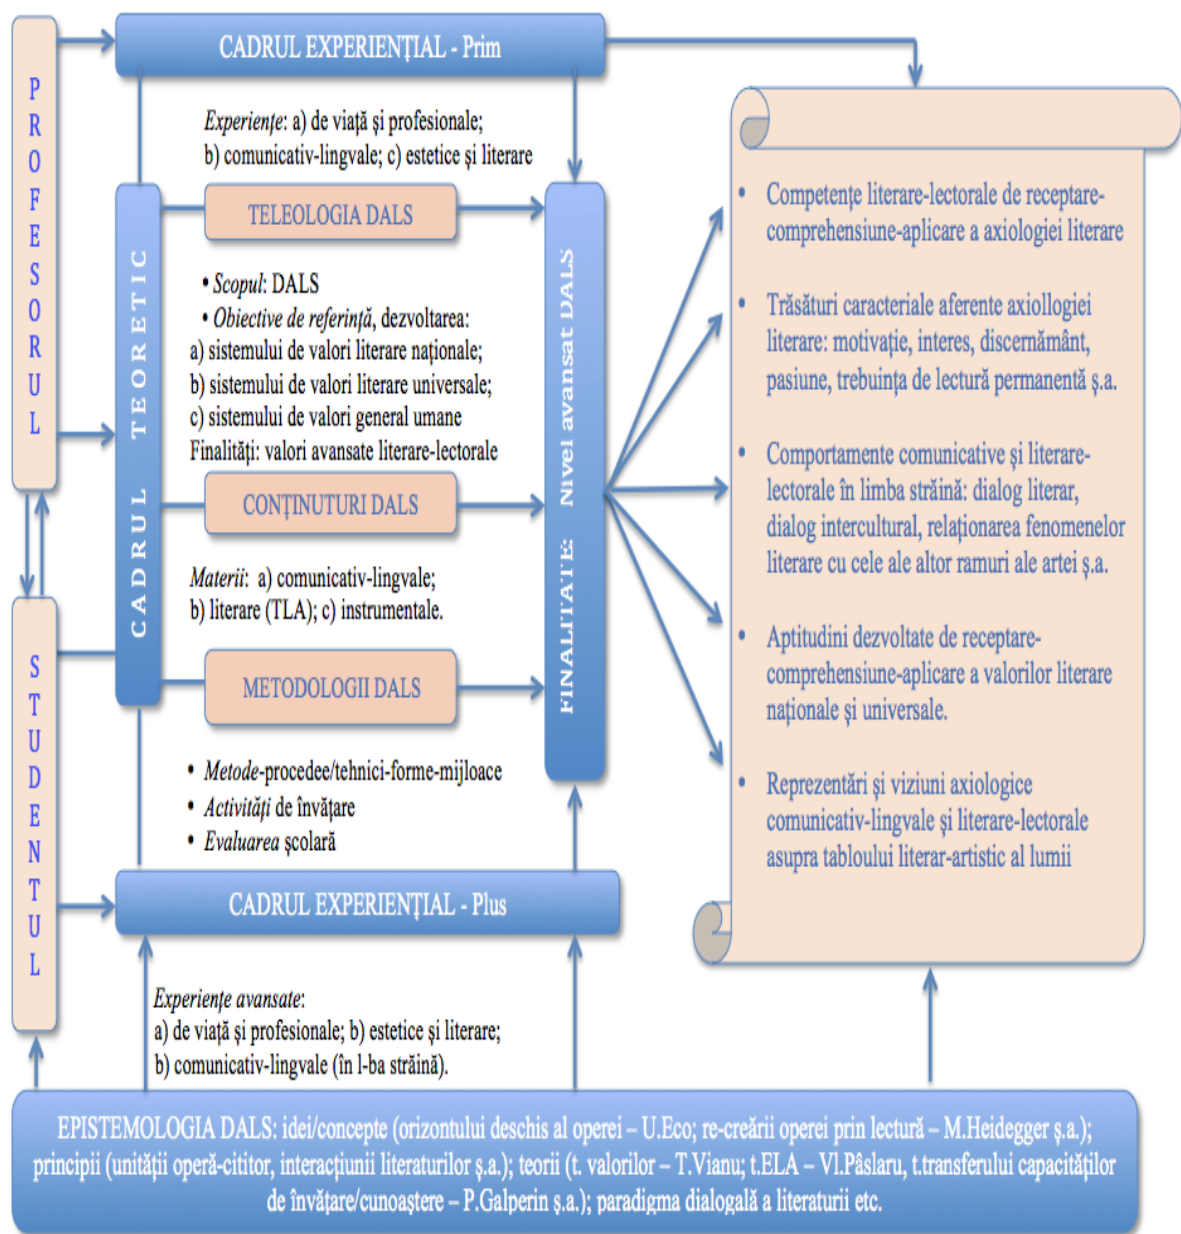 PROFESORUL
STUDENTUL
CADRUL EXPERIENȚIAL - Prim
Experiențe: a) de viață și profesionale;
b) comunicativ-lingvale; c) estetice și literare
CADRUL TEORETIC
TELEOLOGIA DALS
• Scopul: DALS
• Obiective de referință, dezvoltarea:
a) sistemului de valori literare naționale;
b) sistemului de valori literare universale;
c) sistemului de valori general umane
Finalități: valori avansate literare-lectorale
CONȚINUTURI DALS
Materii: a) comunicativ-lingvale;
b) literare (TLA); c) instrumentale.
METODOLOGII DALS
• Metode-procedee/tehnici-forme-mijloace
• Activități de învățare
• Evaluarea școlară
FINALITATE: Nivel avansat DALS
CADRUL EXPERIENȚIAL - Plus
Experiențe avansate:
a) de viață și profesionale; b) estetice și literare;
b) comunicativ-lingvale (în l-ba străină).
• Competențe literare-lectorale de receptare-
comprehensiune-aplicare a axiologiei literare
• Trăsături caracteriale aferente axiollogiei
literare: motivație, interes, discernământ,
pasiune, trebuința de lectură permanentă ș.a.
• Comportamente comunicative și literare-
lectorale în limba străină: dialog literar,
dialog intercultural, relaționarea fenomenelor
literare cu cele ale altor ramuri ale artei ș.a.
• Aptitudini dezvoltate de receptare-
comprehensiune-aplicare a valorilor literare
naționale și universale.
• Reprezentări și viziuni axiologice
comunicativ-lingvale și literare-lectorale
asupra tabloului literar-artistic al lumii
EPISTEMOLOGIA DALS: idei/concepte (orizontului deschis al operei – U.Eco; re-creării operei prin lectură – M.Heidegger ș.a.);
principii (unității operă-cititor, interacțiunii literaturilor ș.a.); teorii (t. valorilor – T.Vianu; t.ELA – Vl.Pâslaru, t.transferului capacităților
de învățare/cunoaștere – P.Galperin ș.a.); paradigma dialogală a literaturii etc.